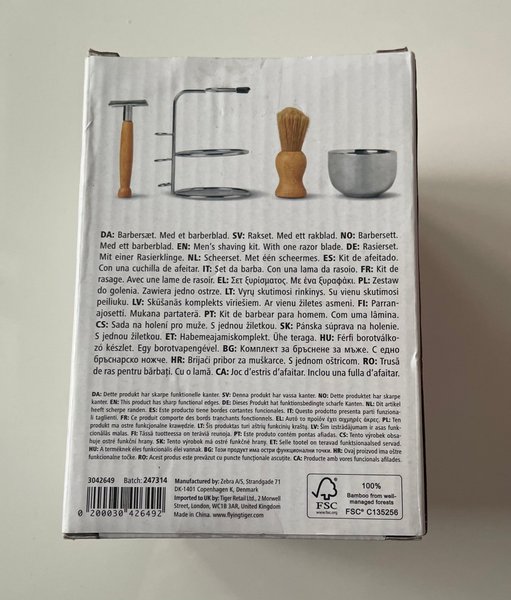 DA: Barbersæt. Med et barberblad. SV: Rakset. Med ett rakblad. NO: Barbersett.
Med ett barberblad. EN: Men's shaving kit. With one razor blade. DE: Rasierset.
Mit einer Rasierklinge. NL: Scheerset. Met één scheermes. ES: Kit de afeitado.
Con una cuchilla de afeitar. IT: Set da barba. Con una lama da rasoio. FR: Kit de
rasage. Avec une lame de rasoir. EL: Σετ ξυρίσματος. Με ένα ξυραφάκι. PL: Zestaw
do golenia. Zawiera jedno ostrze. LT: Vyrų skutimosi rinkinys. Su vienu skutimosi
peiliuku. LV: Skūšanās komplekts vīriešiem. Ar vienu žiletes asmeni. FI: Parran-
ajosetti. Mukana partaterä. PT: Kit de barbear para homem. Com uma lâmina.
CS: Sada na holení pro muže. S jednou žiletkou. SK: Pánska súprava na holenie.
S jednou žiletkou. ET: Habemeajamiskomplekt. Ühe teraga. HU: Férfi borotválko-
zó készlet. Egy borotvapengével. BG: Комплект за бръснене за мъже. С едно
бръснарско ножче. HR: Brijaći pribor za muškarce. S jednom oštricom. RO: Trusă
de ras pentru bărbați. Cu o lamă. CA: Joc d'estris d'afaitar. Inclou una fulla d'afaitar.
DA: Dette produkt har skarpe funktionelle kanter. SV: Denna produkt har vassa kanter. NO: Dette produktet har skarpe
kanter. EN: This product has sharp functional edges. DE: Dieses Produkt hat funktionsbedingte scharfe Kanten. NL: Dit artikel
heeft scherpe randen. ES: Este producto tiene bordes cortantes funcionales. IT: Questo prodotto presenta parti funziona-
li taglienti. FR: Ce produit comporte des bords tranchants fonctionnels. EL: Αυτό το προϊόν έχει αιχμηρά άκρα. PL: Ten
produkt ma ostre funkcjonalne krawędzie. LT: Šis produktas turi aštrių funkcinių kraštų. LV: Šim izstrādājumam ir asas funk-
cionālās malas. FI: Tässä tuotteessa on teräviä reunoja. PT: Este produto contém pontas afiadas. CS: Tento výrobek obsa-
huje ostré funkční hrany. SK: Tento výrobok má ostré funkčné hrany. ET: Selle tootel on teravad funktsionaalsed servad.
HU: A terméknek éles funkcionális élei vannak. BG: Този продукт има остри функционални точки. HR: Ovaj proizvod ima oštre
funkcionalne točke. RO: Acest produs este prevăzut cu puncte funcționale ascuțite. CA: Producte amb vores funcionals afilades.
3042649 Batch: 247314
0 200030 426492
Manufactured by: Zebra A/S, Strandgade 71
DK-1401 Copenhagen K, Denmark
Imported to UK by: Tiger Retail Ltd., 2 Morwell
Street, London, WC1B 3AR, United Kingdom
Made in China. www.flyingtiger.com
FSC
www.fsc.org
100%
Bamboo from well-
managed forests
FSC® C135256